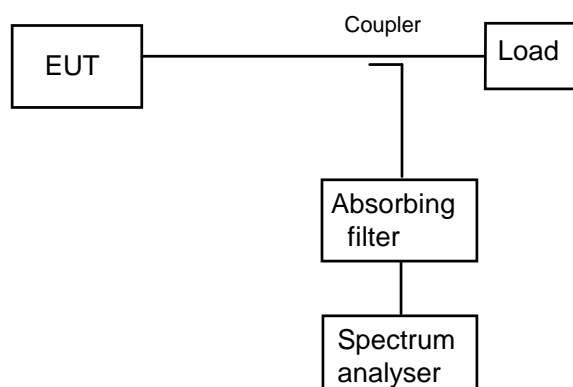 Coupler
EUT
Load
Absorbing
filter
Spectrum
analyser